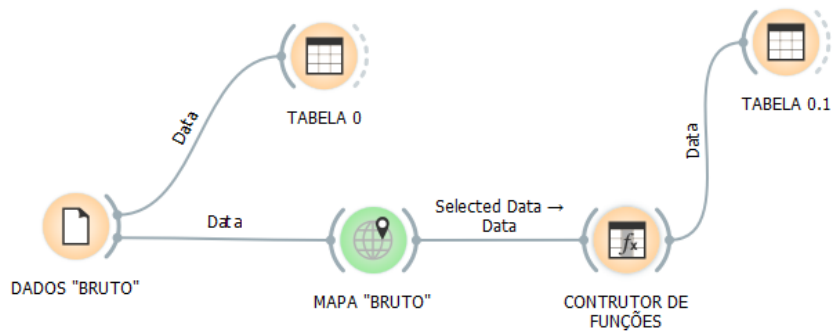 TABELA 0
TABELA 0.1
Data
Data
DADOS "BRUTO"
Data
MAPA "BRUTO"
Selected Data →
Data
CONTRUTOR DE
FUNÇÕES